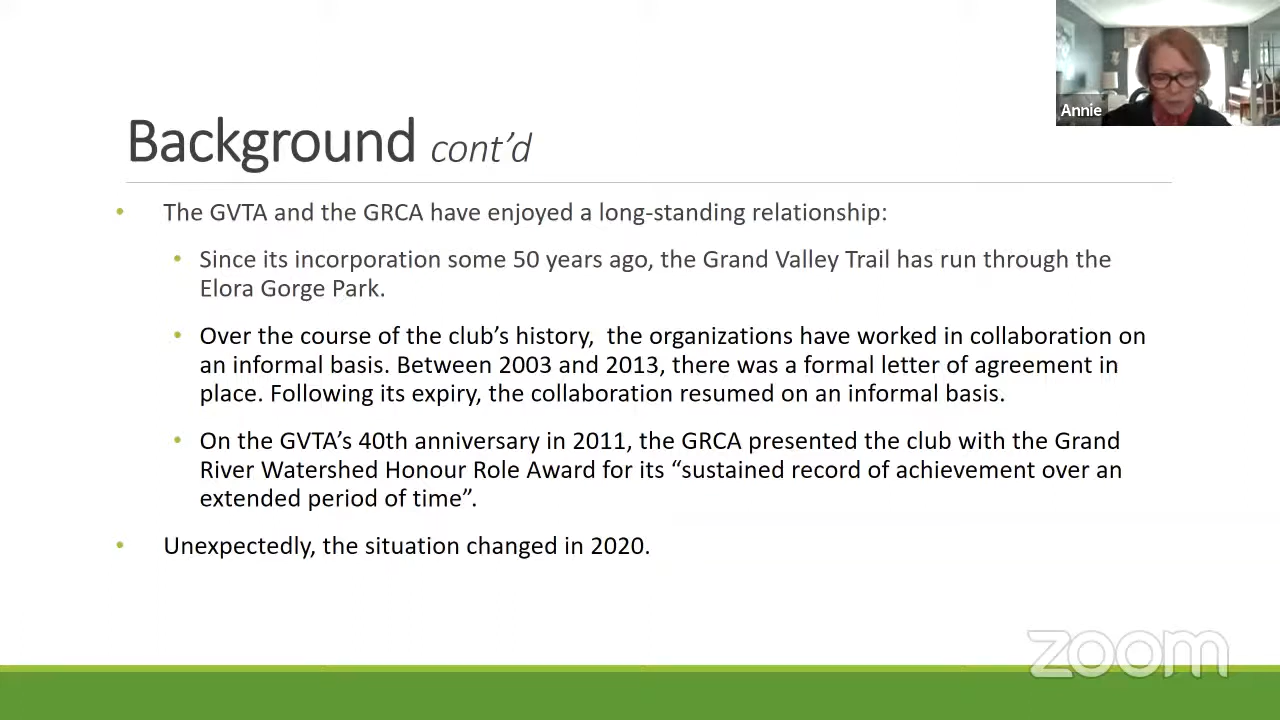 Annie
Background cont’d
• The GVTA and the GRCA have enjoyed a long-standing relationship:
• Since its incorporation some 50 years ago, the Grand Valley Trail has run through the
Elora Gorge Park.
• Over the course of the club’s history,  the organizations have worked in collaboration on
an informal basis. Between 2003 and 2013, there was a formal letter of agreement in
place. Following its expiry, the collaboration resumed on an informal basis.
• On the GVTA’s 40th anniversary in 2011, the GRCA presented the club with the Grand
River Watershed Honour Role Award for its “sustained record of achievement over an
extended period of time”.
• Unexpectedly, the situation changed in 2020.
zoom